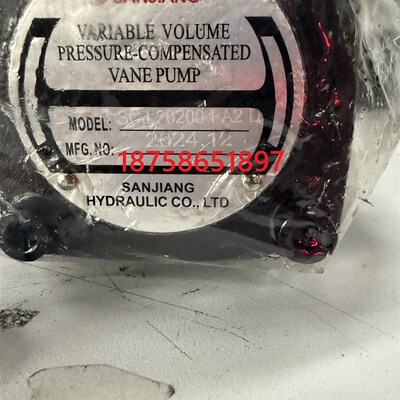 SANJIANG
VARIABLE VOLUME
PRESSURE-COMPENSATED
VANE PUMP
MODEL:
MFG.NO: 2024.12
18758651897
SANJIANG
HYDRAULIC CO., LTD